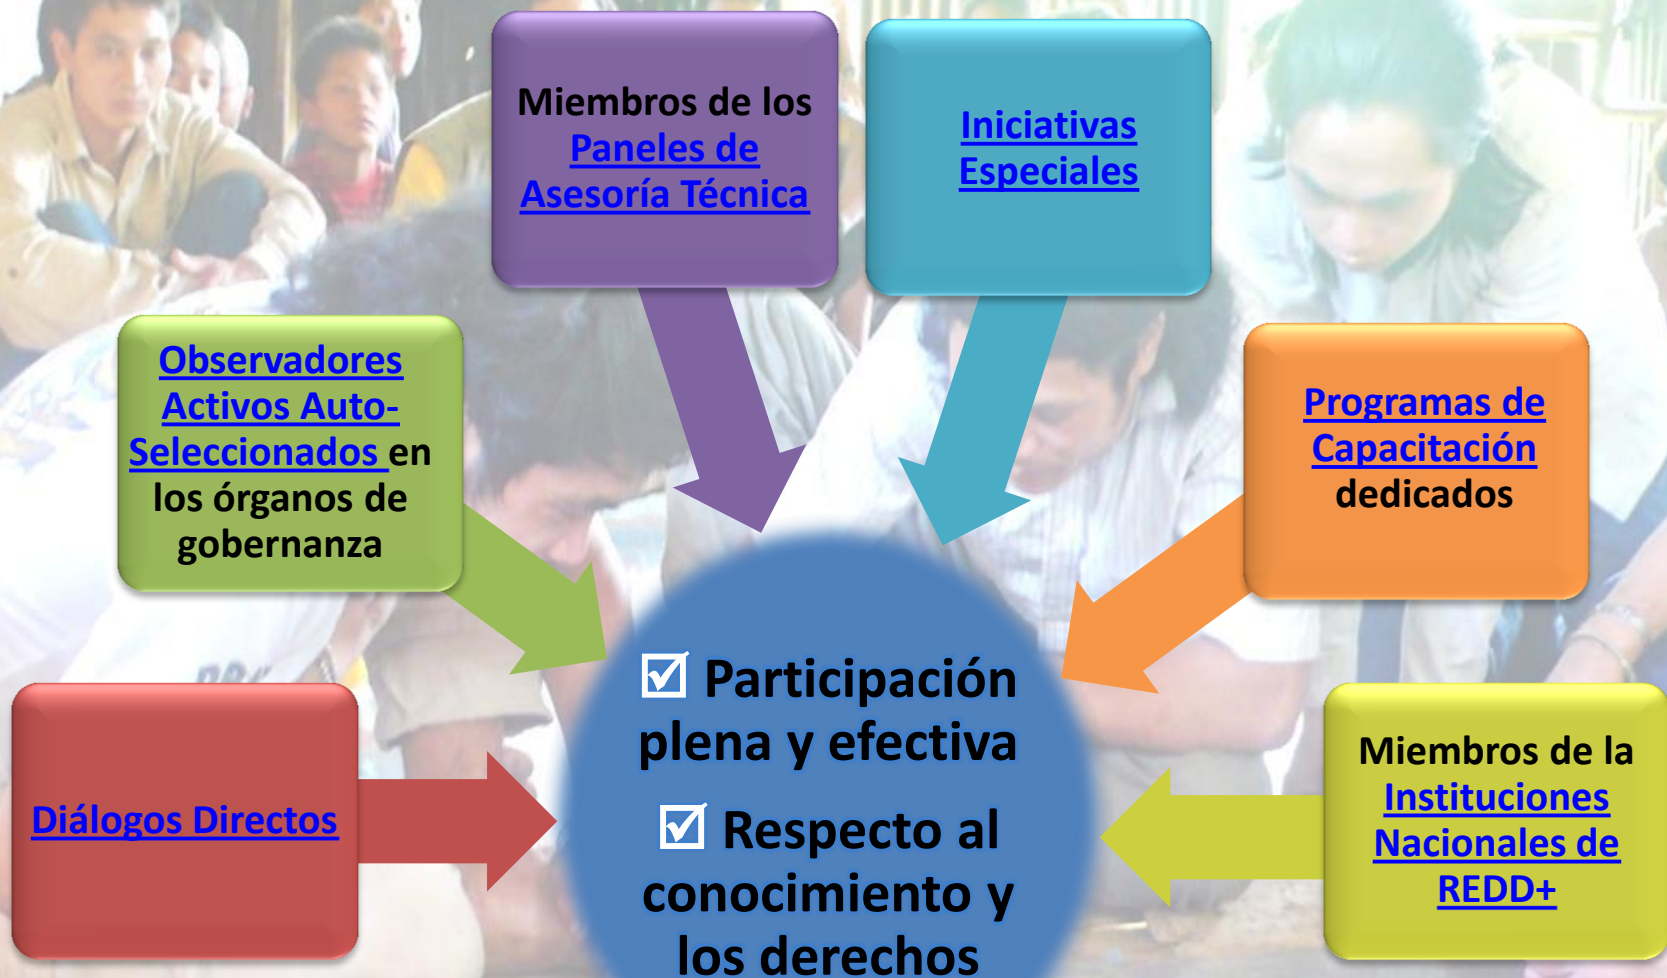 Miembros de los
Paneles de
Asesoría Técnica
Iniciativas
Especiales
Observadores
Activos Auto-
Seleccionados en
los órganos de
gobernanza
Programas de
Capacitación
dedicados
Diálogos Directos
Miembros de la
Instituciones
Nacionales de
REDD+
☑ Participación
plena y efectiva
☑ Respecto al
conocimiento y
los derechos